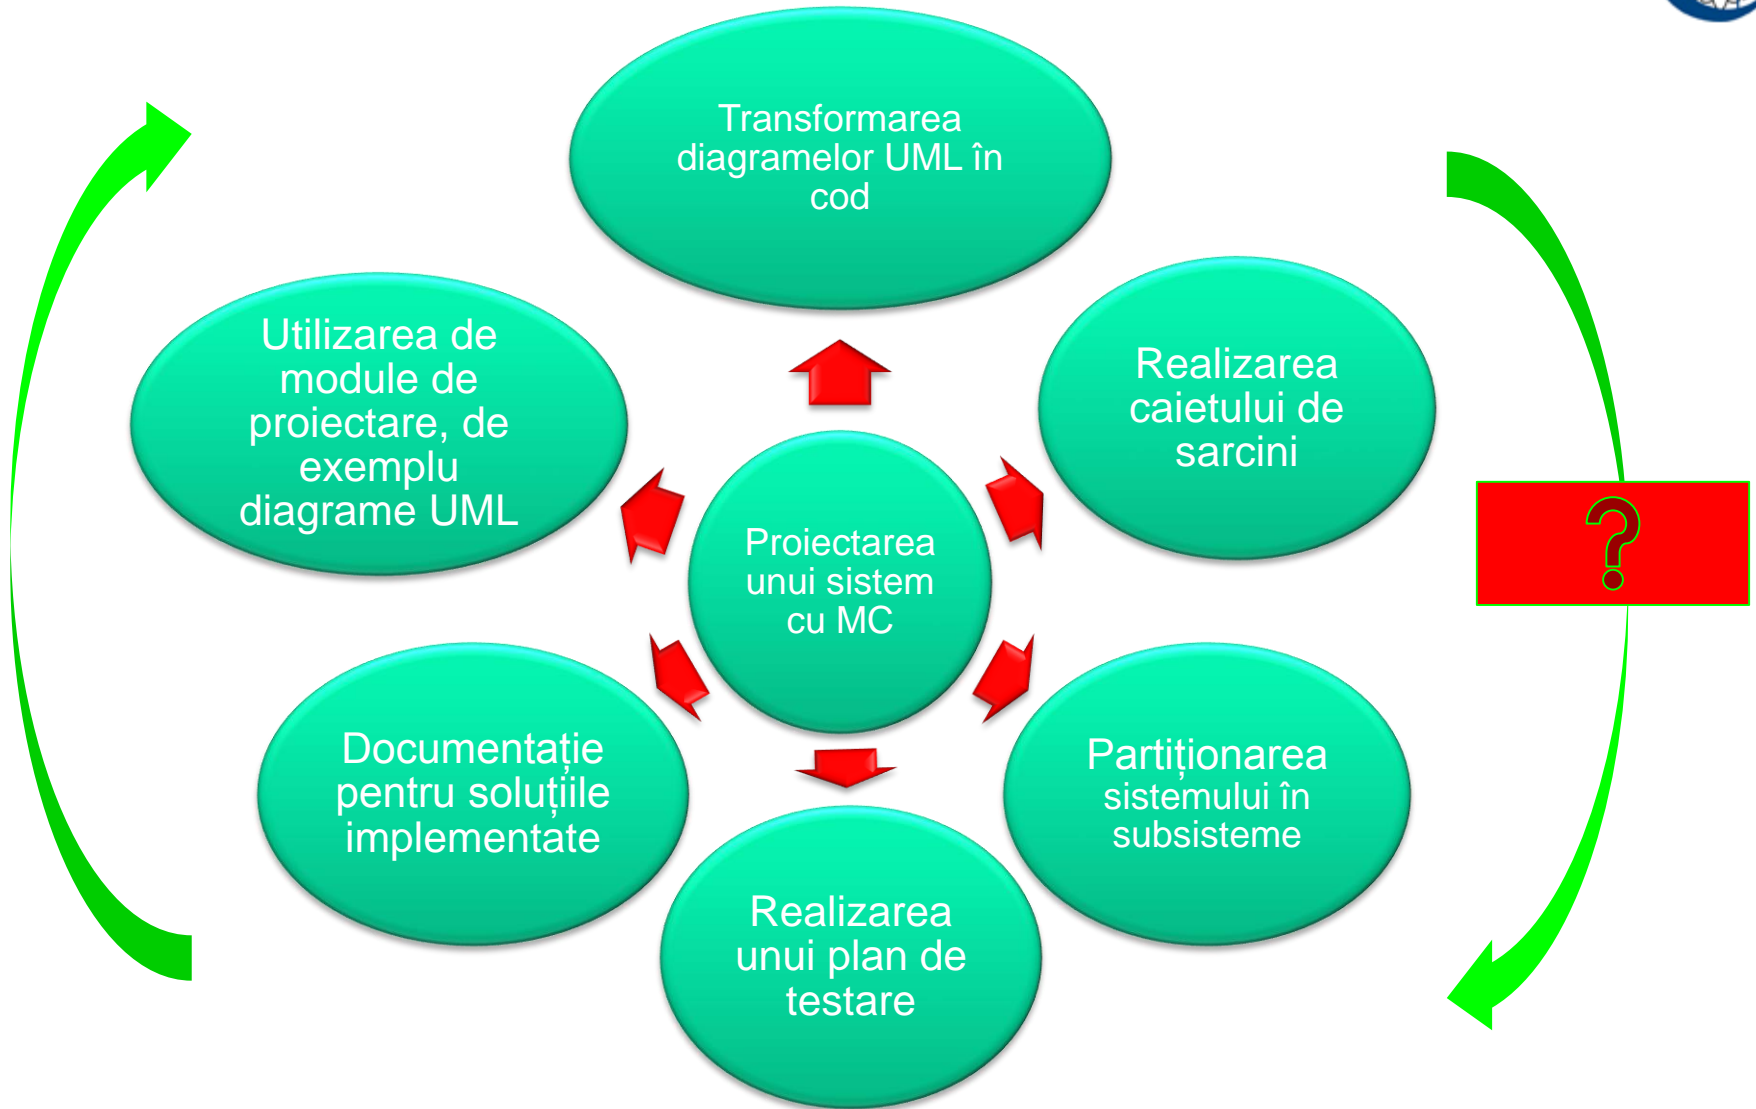 Transformarea
diagramelor UML în
cod
Utilizarea de
module de
proiectare, de
exemplu
diagrame UML
Realizarea
caietului de
sarcini
?
Proiectarea
unui sistem
cu MC
Documentație
pentru soluțiile
implementate
Partiționarea
sistemului în
subsisteme
Realizarea
unui plan de
testare